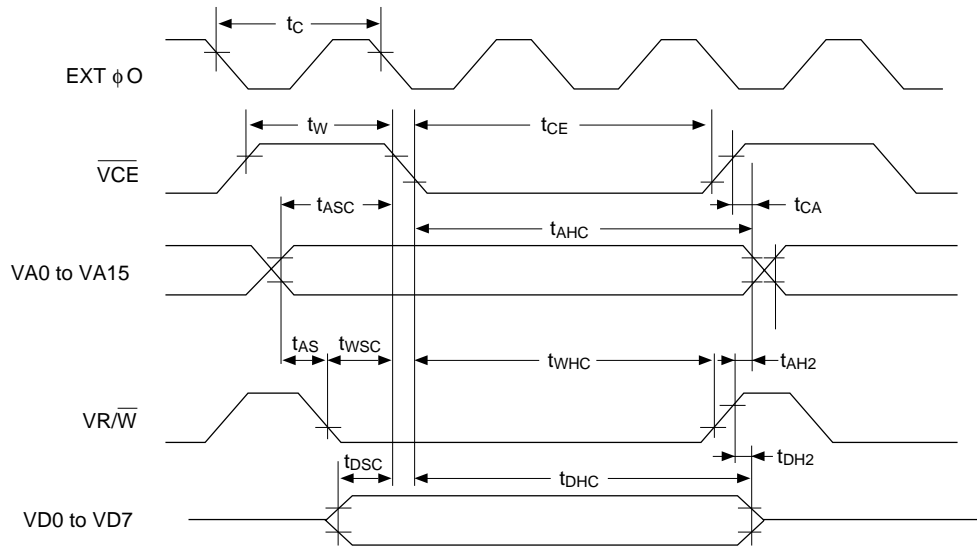 tC
EXT ϕO
tW
tCE
VCE
tCA
tASC
tAHC
VA0 to VA15
tAS
tWSC
tWHC
tAH2
VR/W
tDSC
tDHC
tDH2
VD0 to VD7